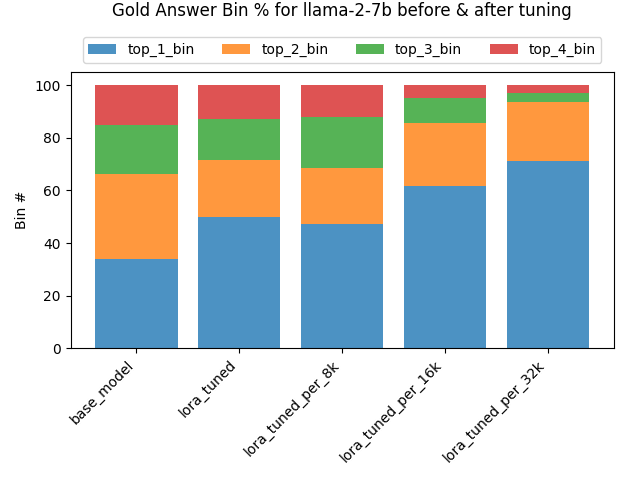 Gold Answer Bin % for llama-2-7b before & after tuning
top_1_bin top_2_bin top_3_bin top_4_bin
Bin #
100
80
60
40
20
0
base_model
lora_tuned
lora_tuned_per_8k
lora_tuned_per_16k
lora_tuned_per_32k